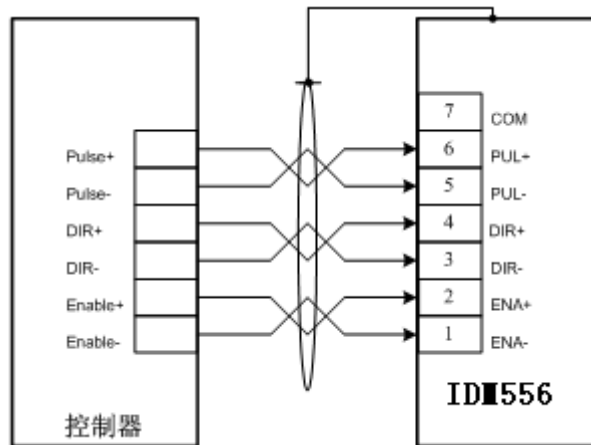 7 COM
Pulse+ 6 PUL+
Pulse- 5 PUL-
DIR+ 4 DIR+
DIR- 3 DIR-
Enable+ 2 ENA+
Enable- 1 ENA-
IDM556
控制器